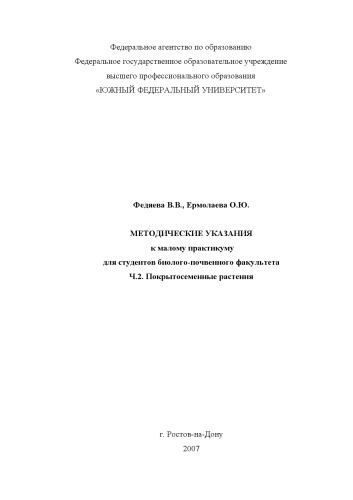 Федеральное агентство по образованию
Федеральное государственное образовательное учреждение
высшего профессионального образования
«ЮЖНЫЙ ФЕДЕРАЛЬНЫЙ УНИВЕРСИТЕТ»
Федяева В.В., Ермолаева О.Ю.
МЕТОДИЧЕСКИЕ УКАЗАНИЯ
к малому практикуму
для студентов биолого-почвенного факультета
Ч.2. Покрытосеменные растения
г. Ростов-на-Дону
2007